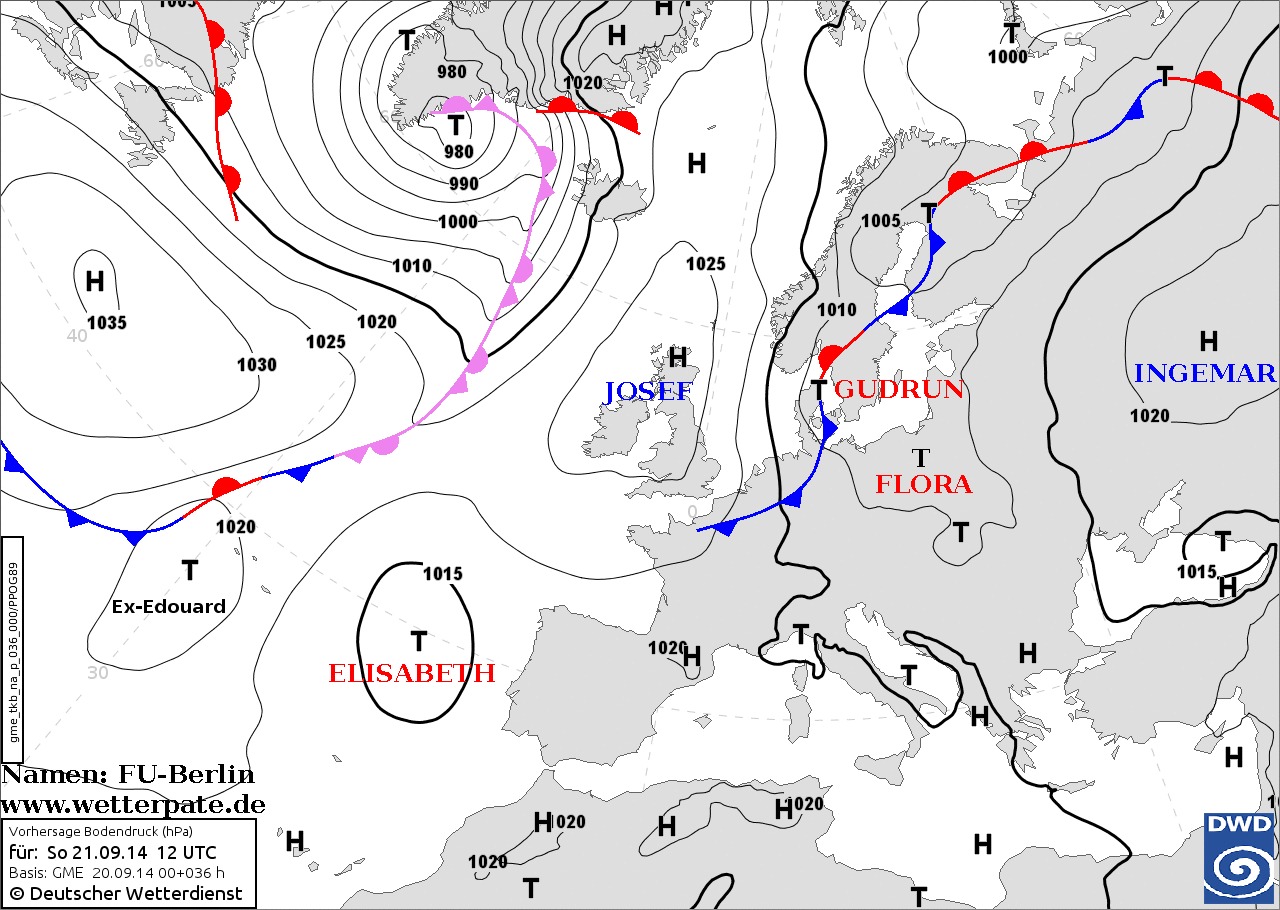 1005
H
T
H
T
60
980
1020
1000
60
T
T
980
H
990
1005
T
1000
1025
1010
H
1035
1010
1020
40
1025
H
H
1030
JOSEF
T
GUDRUN
INGEMAR
1020
T
FLORA
0
1020
T
T
T
1015
1015
H
Ex-Edouard
T
T
1020
H
H
30
ELISABETH
T
H
H
gme_tkb_na_p_036_000/PPOG89
Namen: FU-Berlin
www.wetterpate.de
1020
H
H
1020
H
H
H
1020
T
T
Vorhersage Bodendruck (hPa)
für: So 21.09.14 12 UTC
Basis: GME 20.09.14 00+036 h
© Deutscher Wetterdienst
DWD